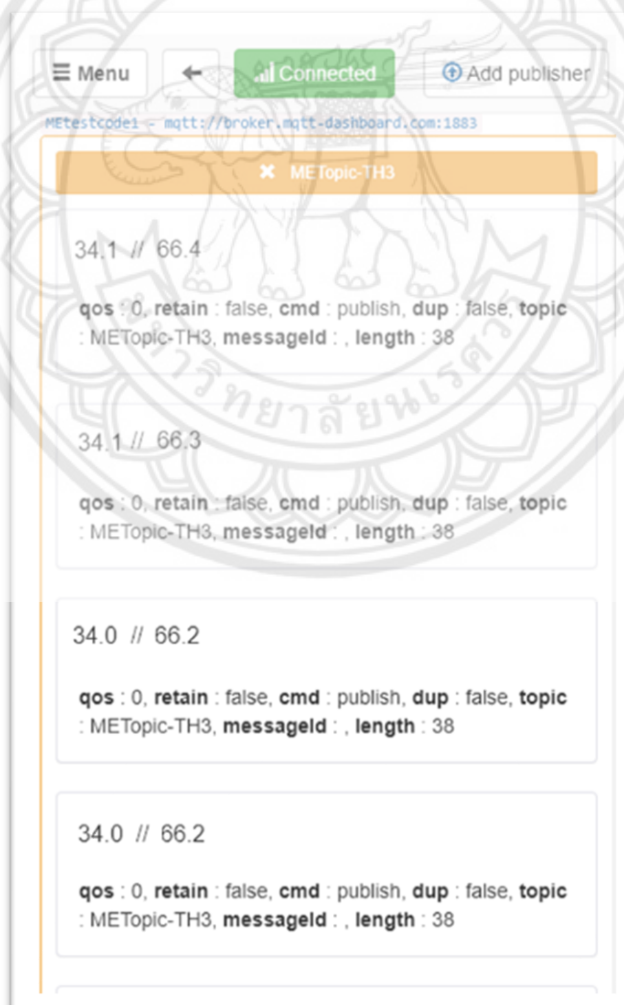 Menu
Connected
Add publisher
MEtestcode1 - mqtt://broker.mqtt-dashboard.com:1883
METopic-TH3
34.1 // 66.4
qos : 0, retain : false, cmd : publish, dup : false, topic
: METopic-TH3, messageId : , length : 38
34.1 // 66.3
qos : 0, retain : false, cmd : publish, dup : false, topic
: METopic-TH3, messageId : , length : 38
34.0 // 66.2
qos : 0, retain : false, cmd : publish, dup : false, topic
: METopic-TH3, messageId : , length : 38
34.0 // 66.2
qos : 0, retain : false, cmd : publish, dup : false, topic
: METopic-TH3, messageId : , length : 38